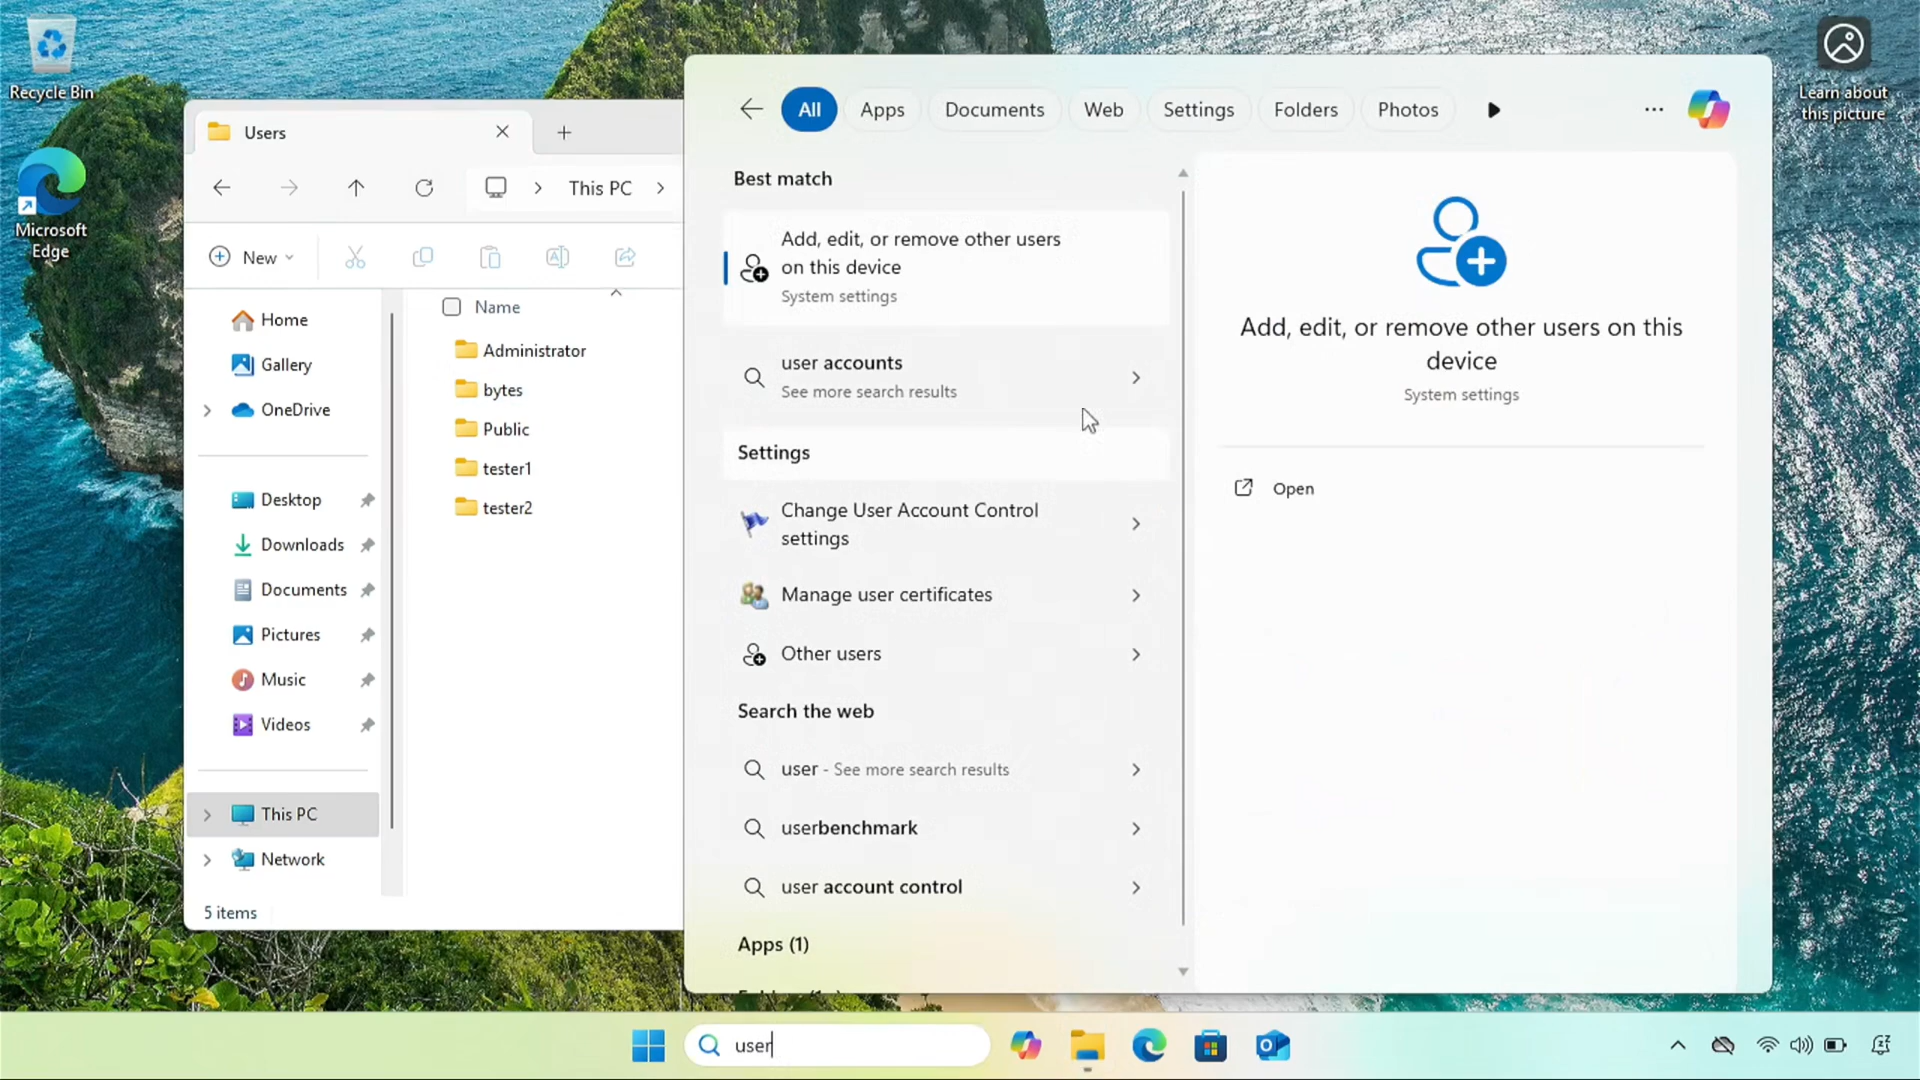 Recycle Bin
Microsoft
Edge
Learn about
this picture
Users
This PC
New
Home
Gallery
OneDrive
Desktop
Downloads
Documents
Pictures
Music
Videos
This PC
Network
Name
Administrator
bytes
Public
tester1
tester2
5 items
All
Apps
Documents
Web
Settings
Folders
Photos
Best match
Add, edit, or remove other users
on this device
System settings
user accounts
See more search results
Settings
Change User Account Control
settings
Manage user certificates
Other users
Search the web
user - See more search results
userbenchmark
user account control
Apps (1)
Add, edit, or remove other users on this
device
System settings
Open
user